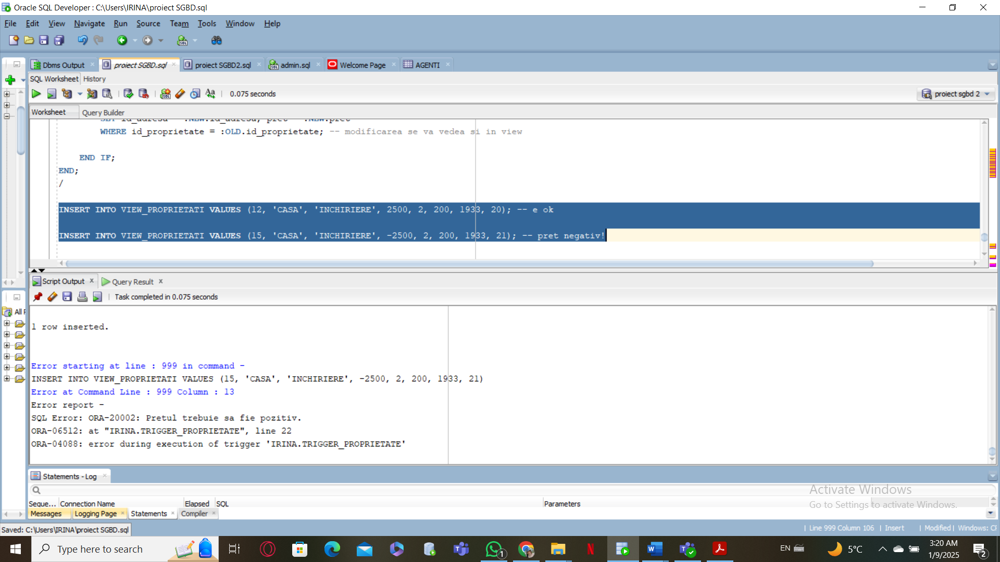 Oracle SQL Developer : C:\Users\IRINA\proiect SGBD.sql
File Edit View Navigate Run Source Team Tools Window Help
Dbms Output proiect SGBD.sql proiect SGBD2.sql admin.sql Welcome Page AGENTI
SQL Worksheet History
0.075 seconds
proiect sgbd 2
Worksheet Query Builder
SET id_adresa = :NEW.id_adresa, pret = :NEW.pret
WHERE id_proprietate = :OLD.id_proprietate; -- modificarea se va vedea si in view
END IF;
END;
/
INSERT INTO VIEW_PROPRIETATI VALUES (12, 'CASA', 'INCHIRIERE', 2500, 2, 200, 1933, 20); -- e ok
INSERT INTO VIEW_PROPRIETATI VALUES (15, 'CASA', 'INCHIRIERE', -2500, 2, 200, 1933, 21); -- pret negativ!
Script Output x Query Result x
Task completed in 0.075 seconds
All
1 row inserted.
Error starting at line : 999 in command -
INSERT INTO VIEW_PROPRIETATI VALUES (15, 'CASA', 'INCHIRIERE', -2500, 2, 200, 1933, 21)
Error at Command Line : 999 Column : 13
Error report -
SQL Error: ORA-20002: Pretul trebuie sa fie pozitiv.
ORA-06512: at "IRINA.TRIGGER_PROPRIETATE", line 22
ORA-04088: error during execution of trigger 'IRINA.TRIGGER_PROPRIETATE'
Statements - Log
Seque... Connection Name Elapsed SQL Parameters
Messages Logging Page Statements Compiler
Activate Windows
Go to Settings to activate Windows.
Saved: C:\Users\IRINA\proiect SGBD.sql
| Line 999 Column 106 | Insert | Modified | Windows: CF
Type here to search
1
EN
5°C
3:20 AM
1/9/2025
2